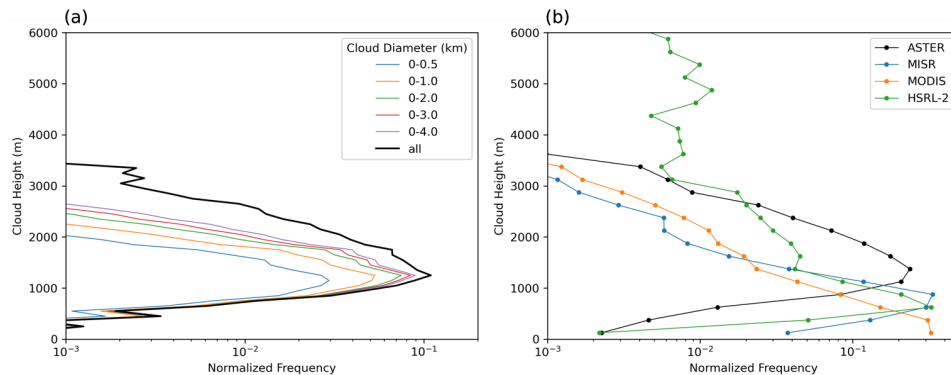 (a)
(b)
6000
5000
4000
3000
2000
1000
0
Cloud Height (m)
10⁻³
10⁻²
10⁻¹
Normalized Frequency
Cloud Diameter (km)
0-0.5
0-1.0
0-2.0
0-3.0
0-4.0
all
6000
5000
4000
3000
2000
1000
0
Cloud Height (m)
10⁻³
10⁻²
10⁻¹
Normalized Frequency
ASTER
MISR
MODIS
HSRL-2